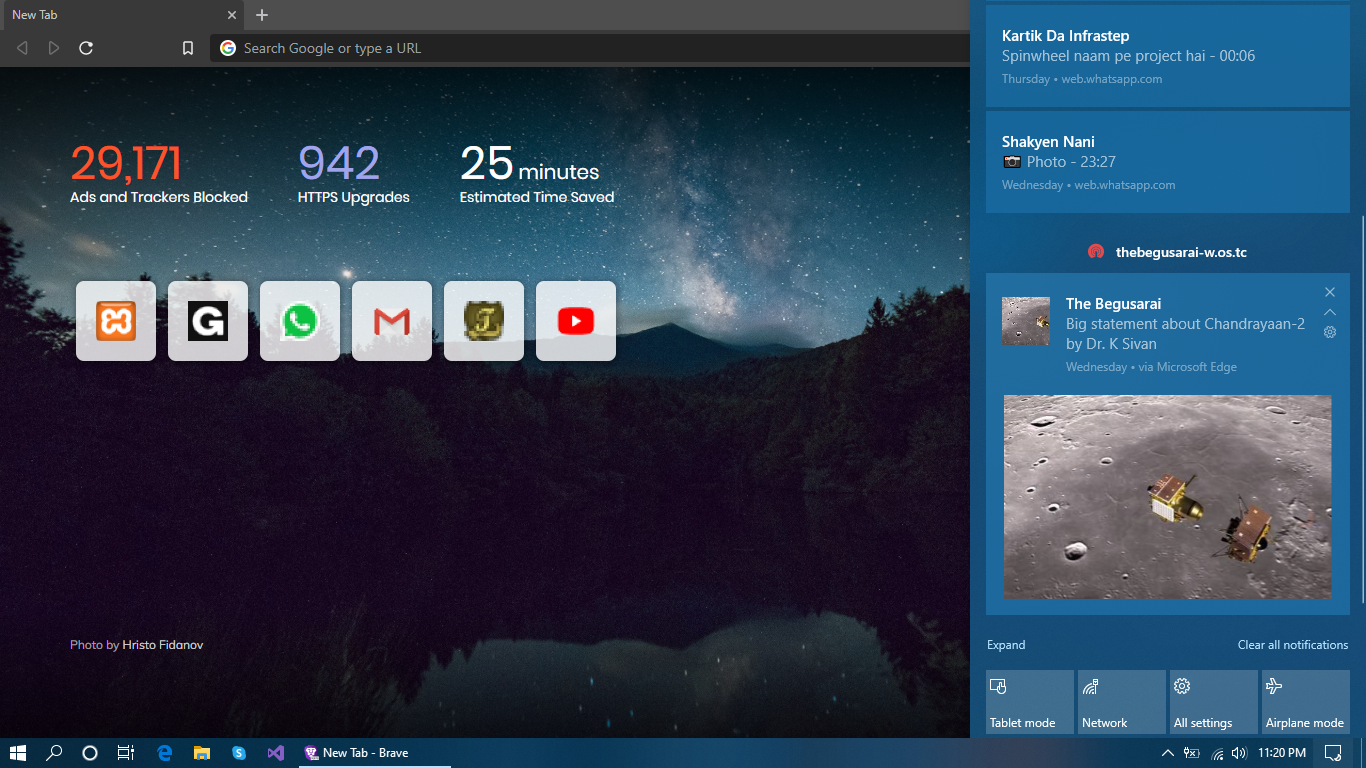 New Tab
Search Google or type a URL
29,171
Ads and Trackers Blocked
942
HTTPS Upgrades
25 minutes
Estimated Time Saved
G
Photo by Hristo Fidanov
Kartik Da Infrastep
Spinwheel naam pe project hai - 00:06
Thursday • web.whatsapp.com
Shakyen Nani
📷 Photo - 23:27
Wednesday • web.whatsapp.com
thebegusarai-w.os.tc
The Begusarai
Big statement about Chandrayaan-2
by Dr. K Sivan
Wednesday • via Microsoft Edge
Expand
Clear all notifications
Tablet mode
Network
All settings
Airplane mode
New Tab - Brave
11:20 PM